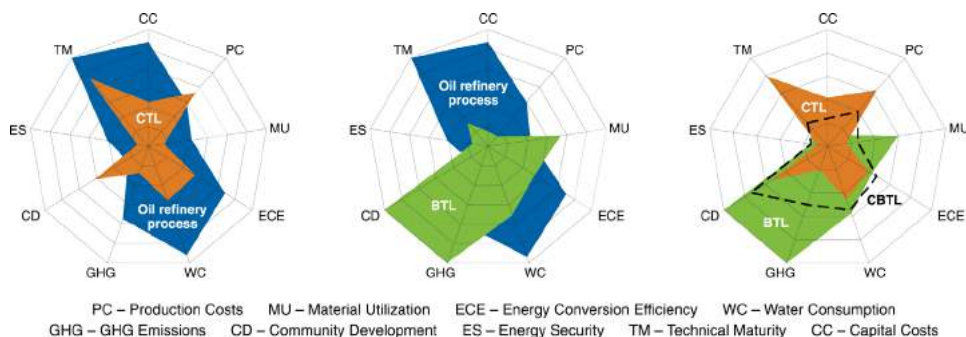 CC
TM
PC
CTL
ES
MU
CD
Oil refinery
process
ECE
GHG
WC
CC
TM
PC
Oil refinery
process
ES
MU
CD
BTL
ECE
GHG
WC
CC
TM
PC
CTL
ES
MU
CD
BTL
CBTL
ECE
GHG
WC
PC – Production Costs MU – Material Utilization ECE – Energy Conversion Efficiency WC – Water Consumption
GHG – GHG Emissions CD – Community Development ES – Energy Security TM – Technical Maturity CC – Capital Costs